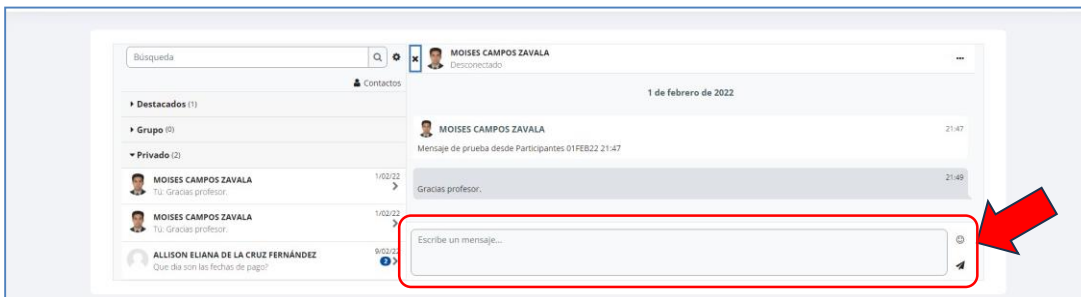 Búsqueda
Contactos
Destacados (1)
Grupo (0)
Privado (2)
MOISES CAMPOS ZAVALA
1/02/22
Tú: Gracias profesor.
MOISES CAMPOS ZAVALA
1/02/22
Tú: Gracias profesor.
ALLISON ELIANA DE LA CRUZ FERNÁNDEZ
9/02/22
Que dia son las fechas de pago?
2
MOISES CAMPOS ZAVALA
Desconectado
1 de febrero de 2022
MOISES CAMPOS ZAVALA
21:47
Mensaje de prueba desde Participantes 01FEB22 21:47
21:49
Gracias profesor.
Escribe un mensaje...